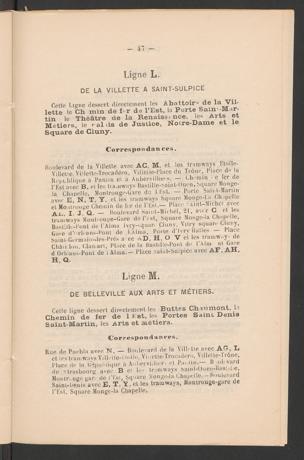 — 47 —
Ligne L.
DE LA VILLETTE A SAINT-SULPICE
Cette Ligne dessert directement les Abattoirs de la Vil-
lette le Ch min de fer de l'Est, la Porte Saint-Mar-
tin le Théâtre de la Renaissance, les Arts et
Métiers, le Palais de Justice, Notre-Dame et le
Square de Cluny.
Correspondances.
Boulevard de la Villette avec AC, M, et les tramways Etoile-
Villette, Villette-Trocadéro, Villette-Place du Trône, Place de la
République à Pantin et à Aubervilliers. — Chemin de fer de
l'Est avec B, et les tramways Bastille-Saint-Ouen, Square Monge-
la Chapelle, Montrouge-gare de l'Est. — Porte Saint-Martin
avec E, N, T, Y, et les tramways Square Monge-La Chapelle
et Montrouge Chemin de fer de l'Est. — Place Saint-Michel avec
I, J, Q. — Boulevard Saint-Michel, 21, avec et les
tramways Montrouge-Gare de l'Est, Square Monge-la Chapelle,
Bastille-Pont de l'Alma Ivry-quare Cluny, Vitry square Cluny,
Gare d'Orléans-Pont de l'Alma, Porte d'Ivry Halles — Place
Saint-Germain-des-Prés avec AD, H, O V et les tramway de
Châtillon, Clamart, Place de la Bastille-Pont de l'Alma et Gare
d'Orléans-Pont de l'Alma. — Place Saint-Sulpice avec AF, AH,
H, Q.
Ligne M.
DE BELLEVILLE AUX ARTS ET MÉTIERS.
Cette ligne dessert directement les Buttes Chaumont, le
Chemin de fer de l'Est, les Portes Saint Denis
Saint-Martin, les Arts et Métiers.
Correspondances.
Rue de Puebla avec N, — Boulevard de la Villette avec AG, L
et les tramways Villette-Etoile, Villette-Trocadéro, Villette-Trône,
Place de la République à Aubervilliers et Pantin. — Boulevard
de Strasbourg avec B et les tramways Saint-Ouen-Bastille,
Montrouge gare de l'Est, Square Monge-la Chapelle. — Boulevard
Saint-Denis avec E, T, Y, et les tramways, Montrouge-gare de
l'Est, Square Monge-la Chapelle.